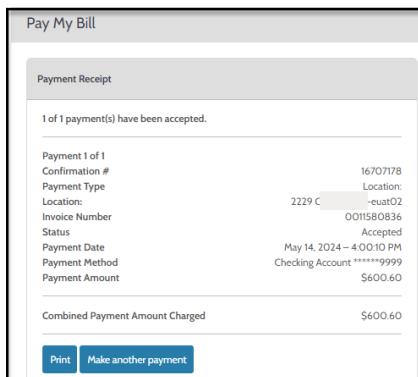 Pay My Bill
Payment Receipt
1 of 1 payment(s) have been accepted.
Payment 1 of 1
Confirmation # 16707178
Payment Type Location:
Location: 2229 C -euat02
Invoice Number 0011580836
Status Accepted
Payment Date May 14, 2024 – 4:00:10 PM
Payment Method Checking Account ******9999
Payment Amount $600.60
Combined Payment Amount Charged $600.60
Print Make another payment